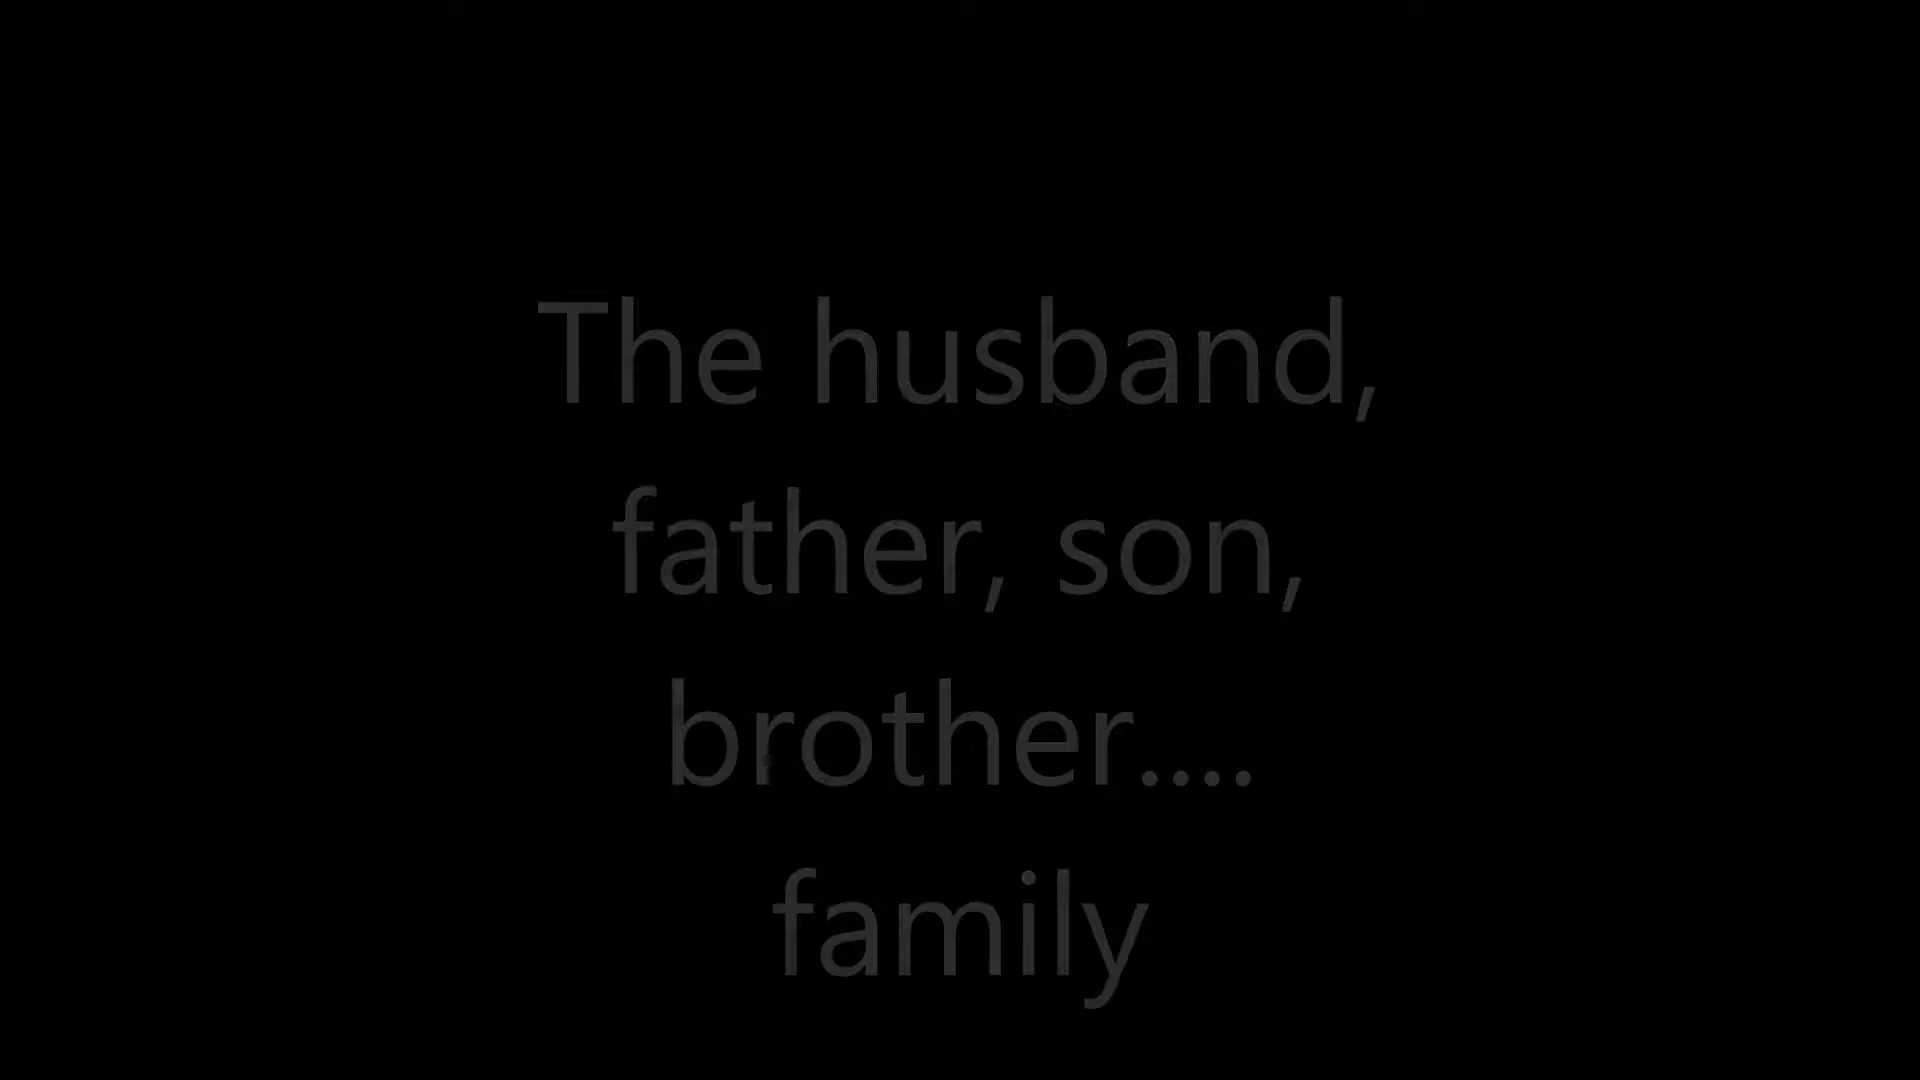 The husband,
father, son,
brother....
family